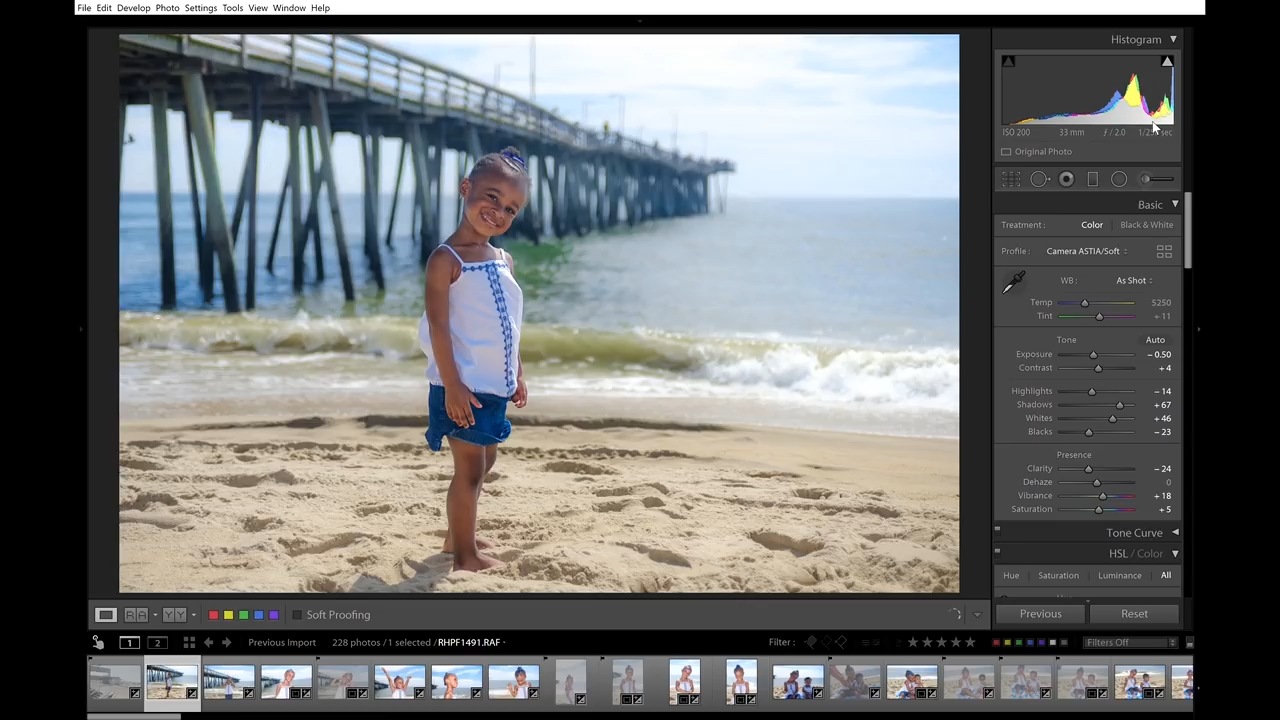 File Edit Develop Photo Settings Tools View Window Help
Histogram
ISO 200 33 mm ƒ / 2.0
Original Photo
Basic
Treatment : Color Black & White
Profile : Camera ASTIA/Soft
WB : As Shot
Temp 5250
Tint + 11
Tone Auto
Exposure − 0.50
Contrast + 4
Highlights − 14
Shadows + 67
Whites + 46
Blacks − 23
Presence
Clarity − 24
Dehaze 0
Vibrance + 18
Saturation + 5
Tone Curve
HSL / Color
Hue Saturation Luminance All
Previous Reset
RA YY Soft Proofing
1 2 Previous Import 228 photos / 1 selected / RHPF1491.RAF Filter : Filters Off